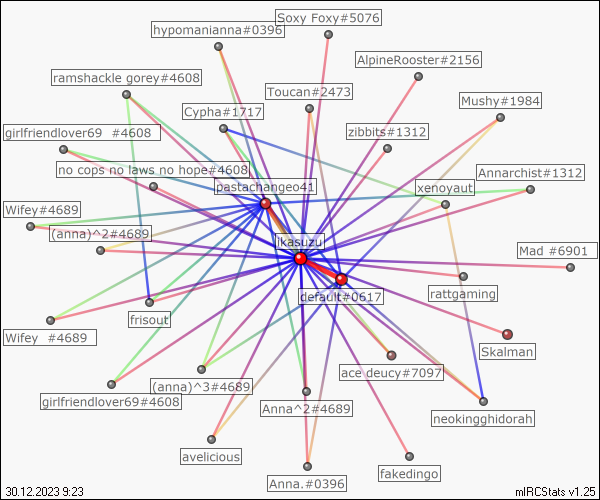 Soxy Foxy#5076
hypomanianna#0396
AlpineRooster#2156
ramshackle gorey#4608
Toucan#2473
Mushy#1984
Cypha#1717
girlfriendlover69 #4608
zibbits#1312
no cops no laws no hope#4608
Annarchist#1312
pastachangeo41
xenoyaut
Wifey#4689
(anna)^2#4689
ikasuzu
Mad #6901
default#0617
rattgaming
frisout
Wifey #4689
Skalman
ace deucy#7097
(anna)^3#4689
girlfriendlover69#4608
Anna^2#4689
neokingghidorah
avelicious
fakedingo
Anna.#0396
30.12.2023 9:23
mIRCStats v1.25